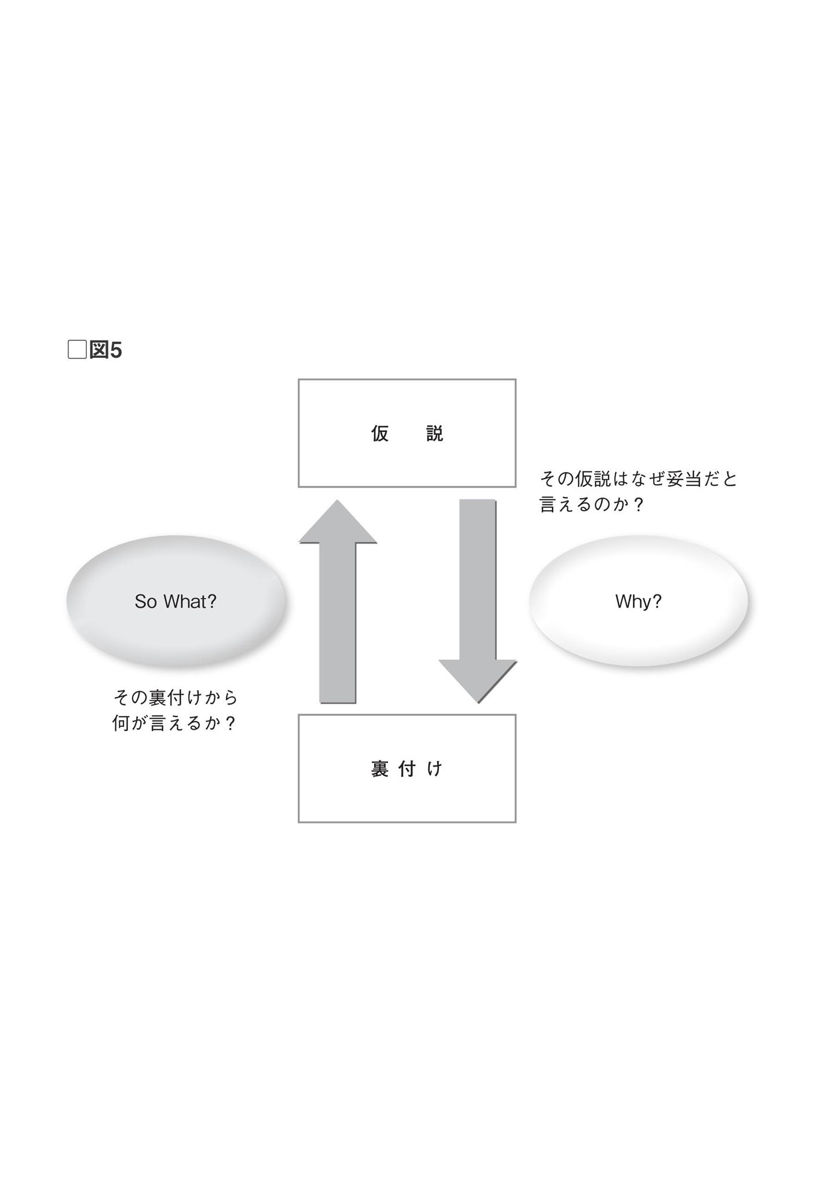 □図5
仮　説
その仮説はなぜ妥当だと
言えるのか？
So What?
Why?
その裏付けから
何が言えるか？
裏付け